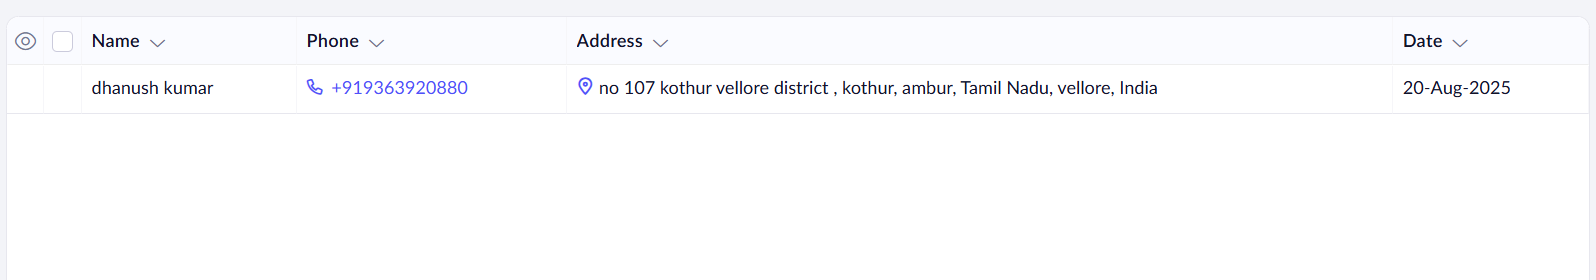 Name Phone Address Date
dhanush kumar +919363920880 no 107 kothur vellore district , kothur, ambur, Tamil Nadu, vellore, India 20-Aug-2025